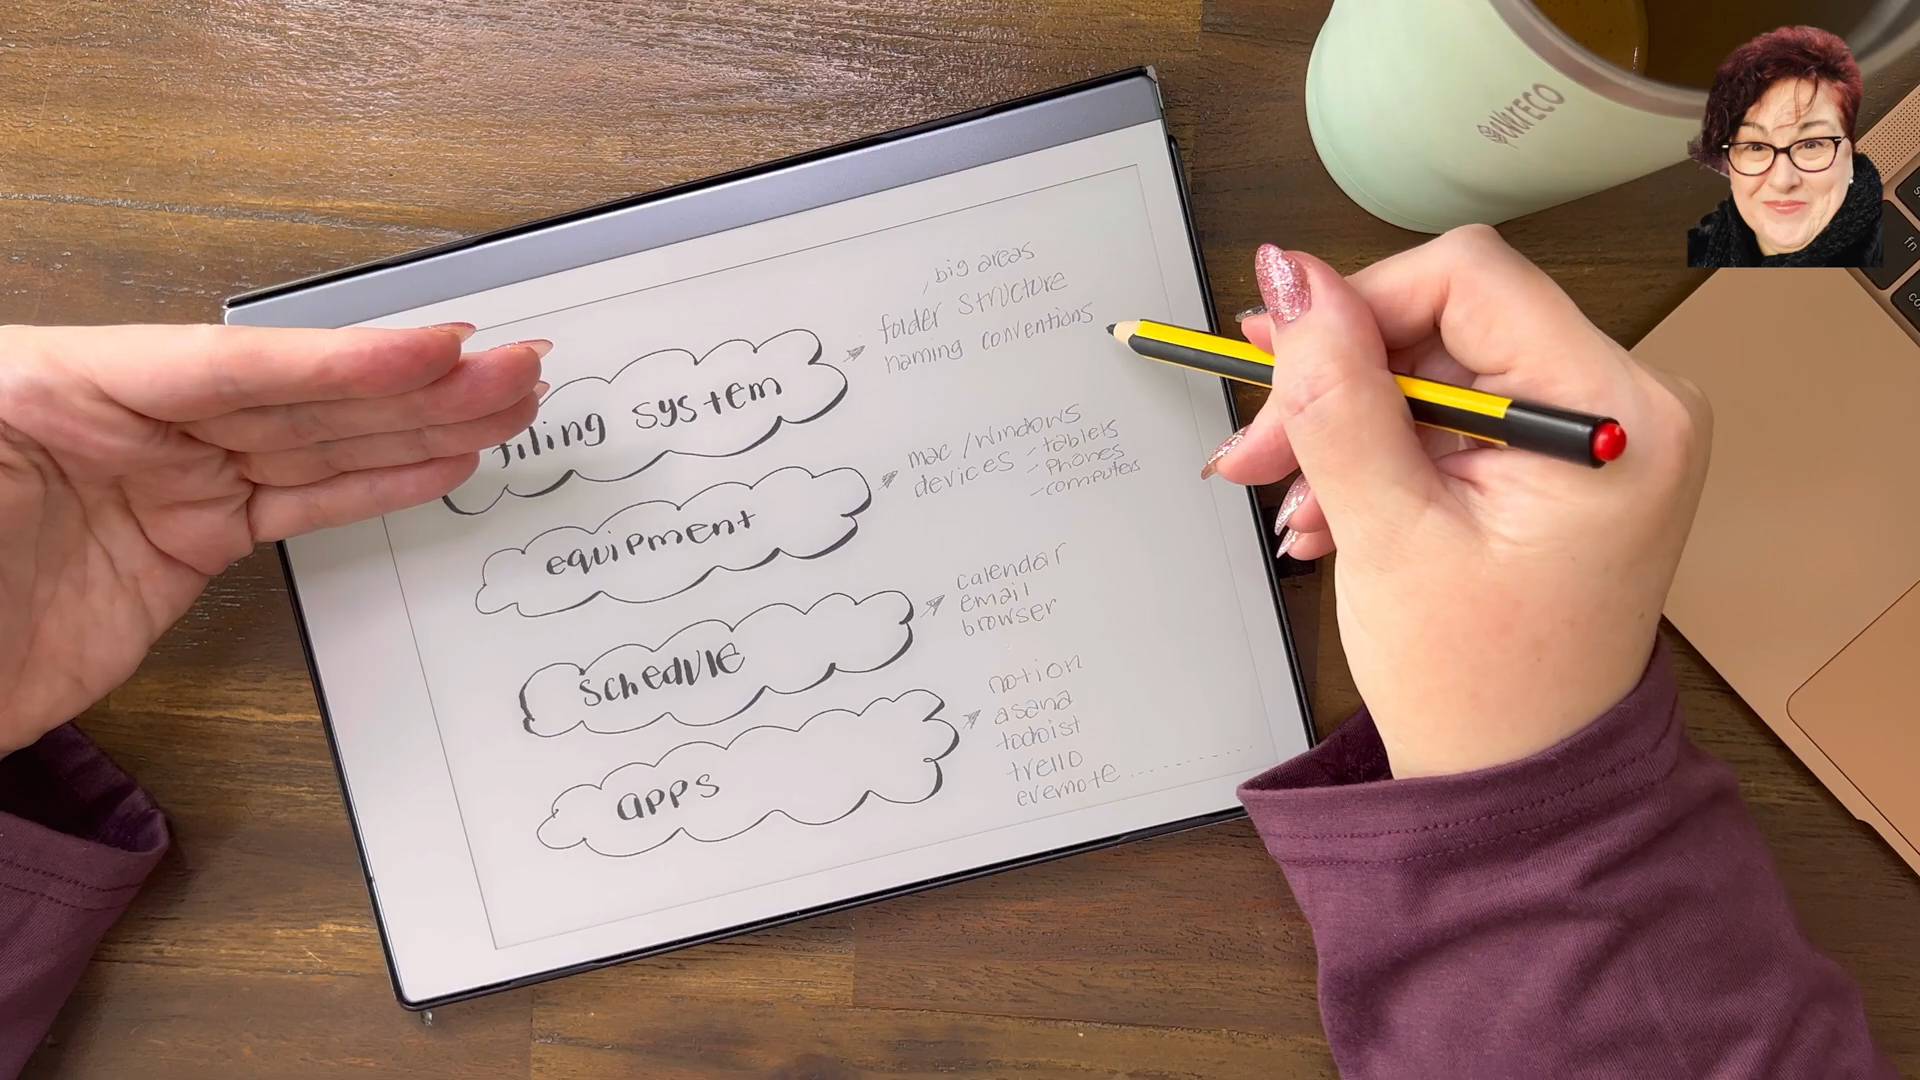 big areas
folder structure
naming conventions
filing system
mac / windows
devices - tablets
- phones
- computers
equipment
calendar
email
browser
schedule
notion
asana
todoist
trello
evernote ..........
apps
fn